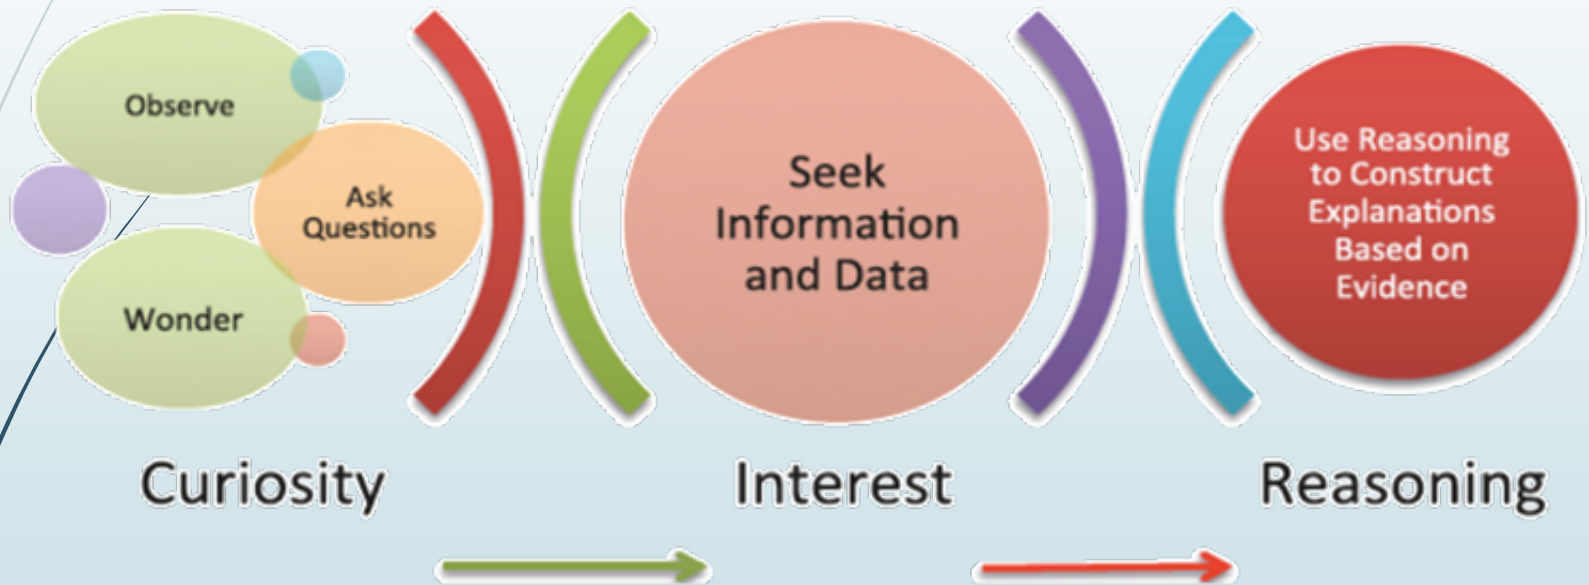 Observe
Ask
Questions
Wonder
Seek
Information
and Data
Use Reasoning
to Construct
Explanations
Based on
Evidence
Curiosity
Interest
Reasoning